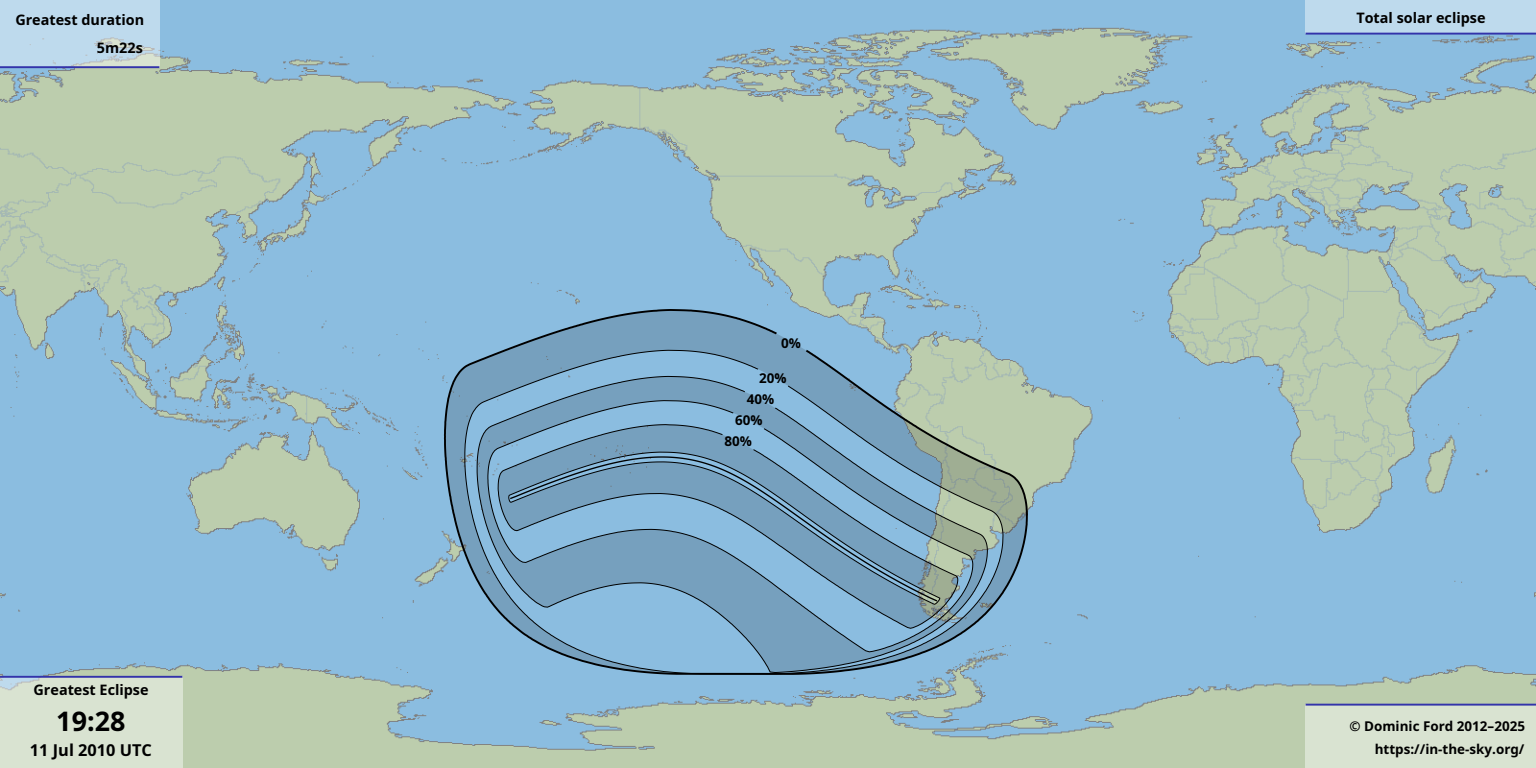 Greatest duration
5m22s
Total solar eclipse
0%
20%
40%
60%
80%
Greatest Eclipse
19:28
11 Jul 2010 UTC
© Dominic Ford 2012–2025
https://in-the-sky.org/